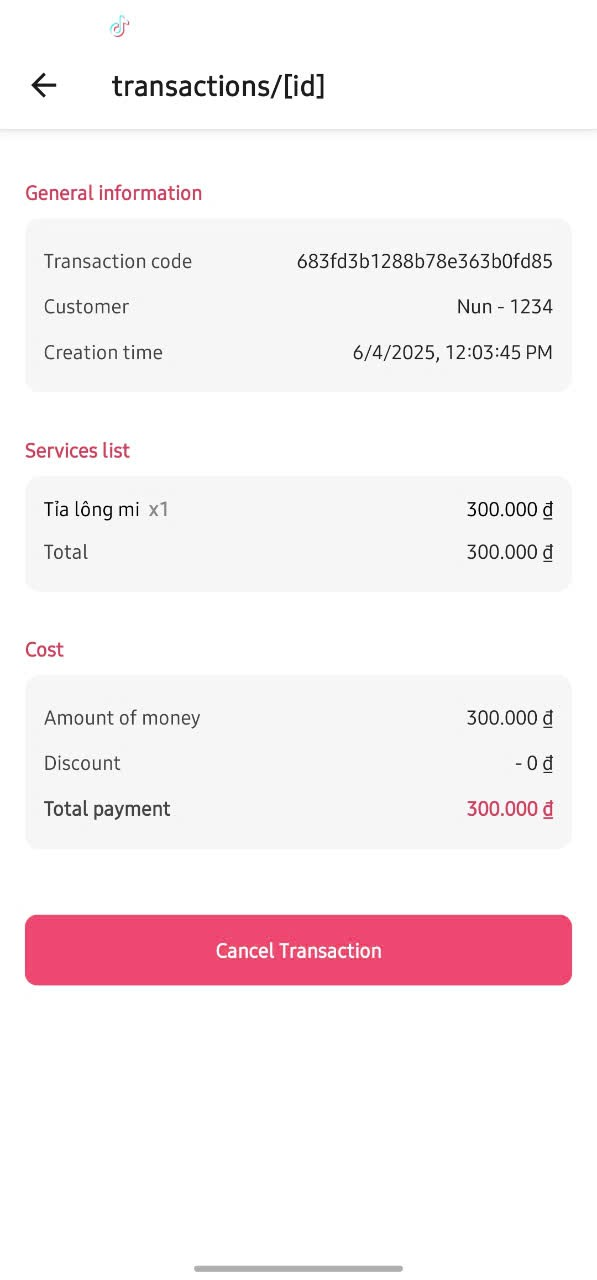 transactions/[id]
General information
Transaction code 683fd3b1288b78e363b0fd85
Customer Nun - 1234
Creation time 6/4/2025, 12:03:45 PM
Services list
Tỉa lông mi x1 300.000 ₫
Total 300.000 ₫
Cost
Amount of money 300.000 ₫
Discount - 0 ₫
Total payment 300.000 ₫
Cancel Transaction